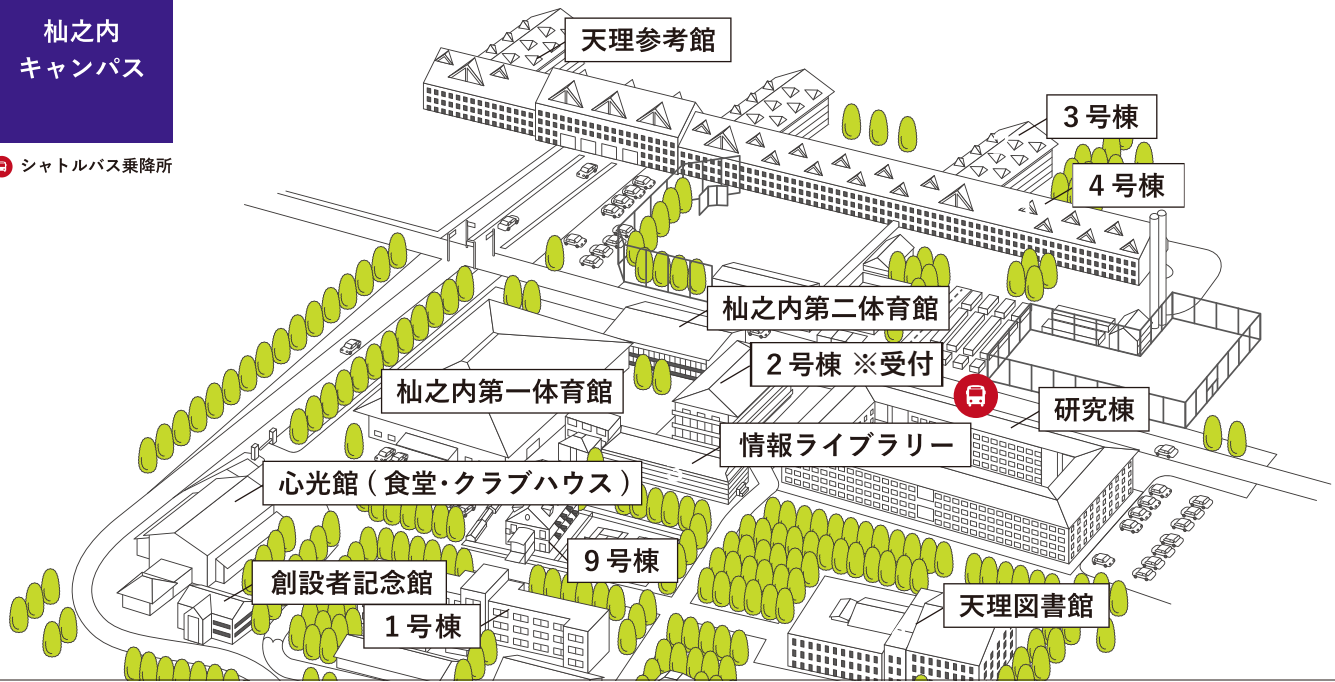 杣之内
キャンパス
シャトルバス乗降所
天理参考館
3号棟
4号棟
杣之内第二体育館
2号棟 ※受付
杣之内第一体育館
研究棟
情報ライブラリー
心光館（食堂・クラブハウス）
9号棟
創設者記念館
天理図書館
1号棟